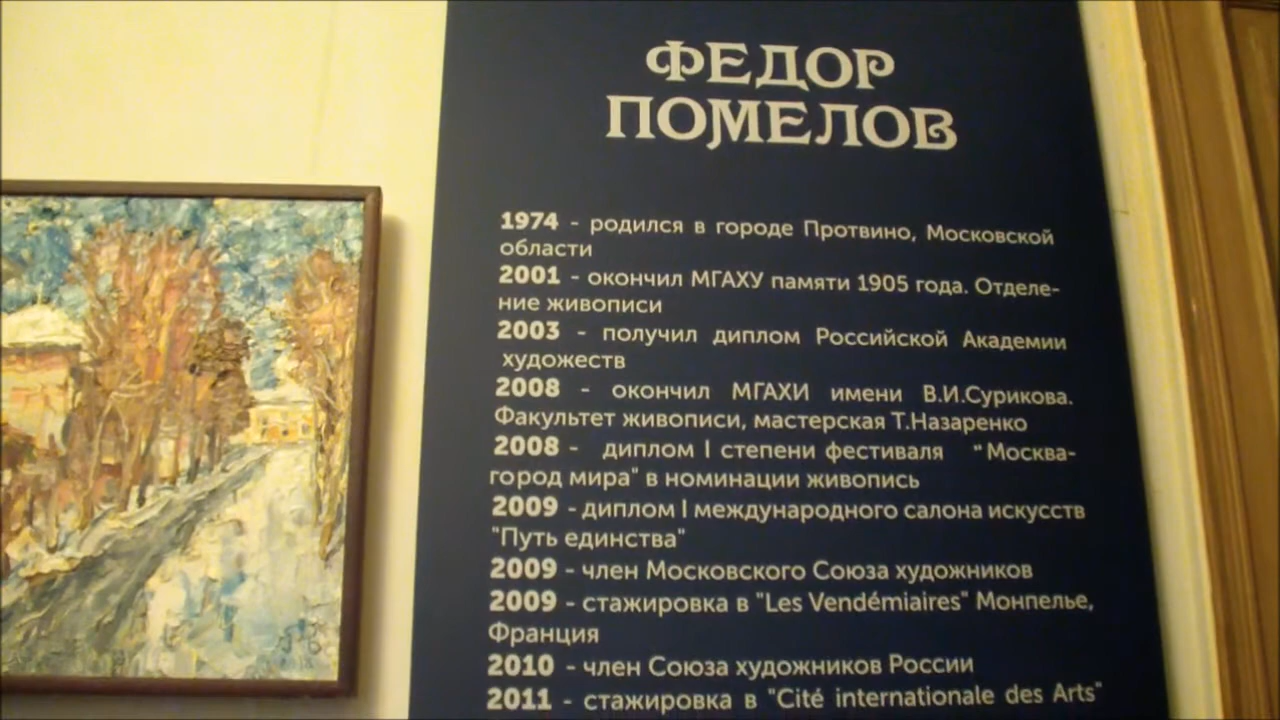 ФЕДОР
ПОМЕЛОВ
1974 - родился в городе Протвино, Московской
области
2001 - окончил МГАХУ памяти 1905 года. Отделе-
ние живописи
2003 - получил диплом Российской Академии
художеств
2008 - окончил МГАХИ имени В.И.Сурикова.
Факультет живописи, мастерская Т.Назаренко
2008 - диплом I степени фестиваля "Москва-
город мира" в номинации живопись
2009 - диплом I международного салона искусств
"Путь единства"
2009 - член Московского Союза художников
2009 - стажировка в "Les Vendémiaires" Монпелье,
Франция
2010 - член Союза художников России
2011 - стажировка в "Cité internationale des Arts"